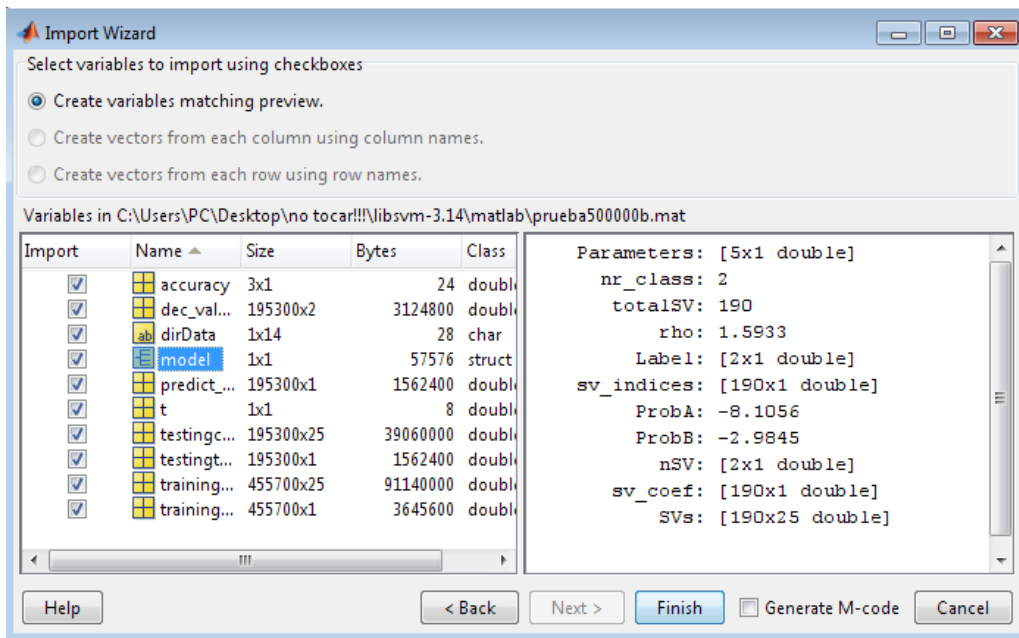 Import Wizard
Select variables to import using checkboxes
Create variables matching preview.
Create vectors from each column using column names.
Create vectors from each row using row names.
Variables in C:\Users\PC\Desktop\no tocar!!!\libsvm-3.14\matlab\prueba500000b.mat
Import Name Size Bytes Class
accuracy 3x1 24 doubl
dec_val... 195300x2 3124800 doubl
ab dirData 1x14 28 char
model 1x1 57576 struct
predict_... 195300x1 1562400 doubl
t 1x1 8 doubl
testingc... 195300x25 39060000 doubl
testingt... 195300x1 1562400 doubl
training... 455700x25 91140000 doubl
training... 455700x1 3645600 doubl
Parameters: [5x1 double]
nr_class: 2
totalSV: 190
rho: 1.5933
Label: [2x1 double]
sv_indices: [190x1 double]
ProbA: -8.1056
ProbB: -2.9845
nSV: [2x1 double]
sv_coef: [190x1 double]
SVs: [190x25 double]
Help < Back Next > Finish Generate M-code Cancel